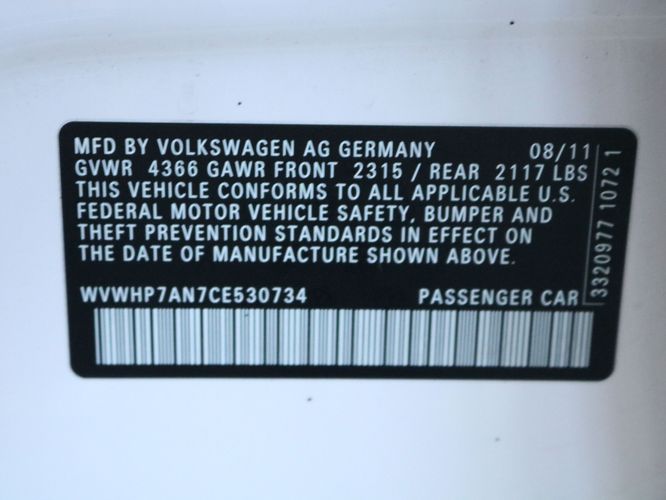 MFD BY VOLKSWAGEN AG GERMANY 08/11
GVWR 4366 GAWR FRONT 2315 / REAR 2117 LBS
THIS VEHICLE CONFORMS TO ALL APPLICABLE U.S.
FEDERAL MOTOR VEHICLE SAFETY, BUMPER AND
THEFT PREVENTION STANDARDS IN EFFECT ON
THE DATE OF MANUFACTURE SHOWN ABOVE.
WVWHP7AN7CE530734 PASSENGER CAR
3320977 1072 1